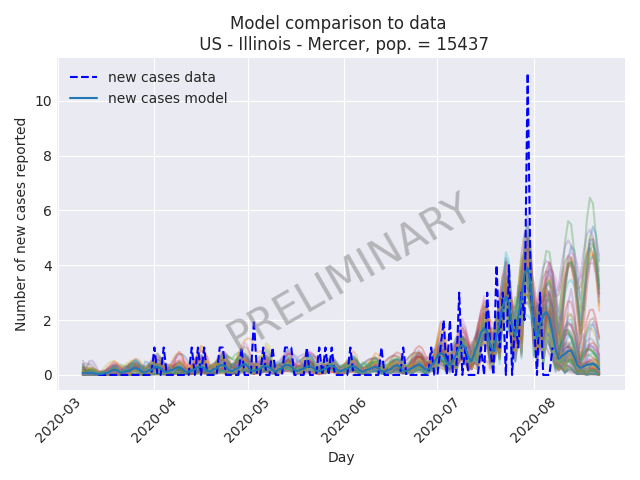 Model comparison to data
US - Illinois - Mercer, pop. = 15437
new cases data
new cases model
Number of new cases reported
10
8
6
4
2
0
PRELIMINARY
2020-03
2020-04
2020-05
2020-06
2020-07
2020-08
Day